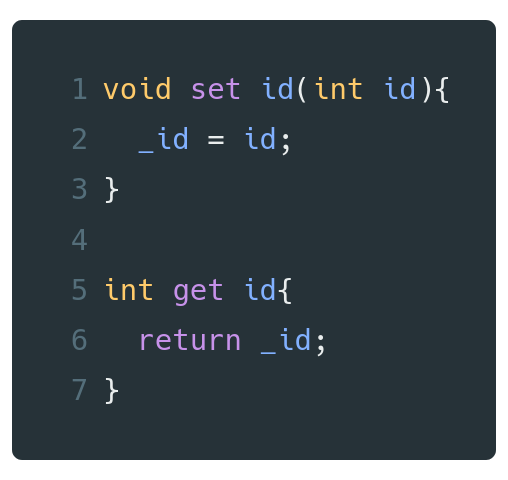 1 void set id(int id){
2   _id = id;
3 }
4
5 int get id{
6   return _id;
7 }